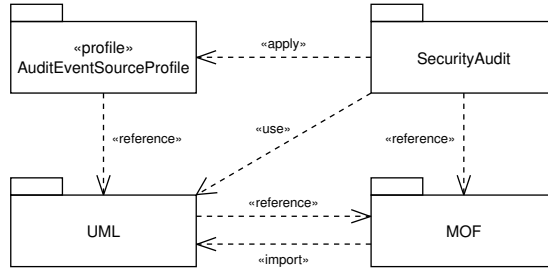 «profile»
AuditEventSourceProfile
«apply»
SecurityAudit
«reference»
«use»
«reference»
UML
«reference»
«import»
MOF